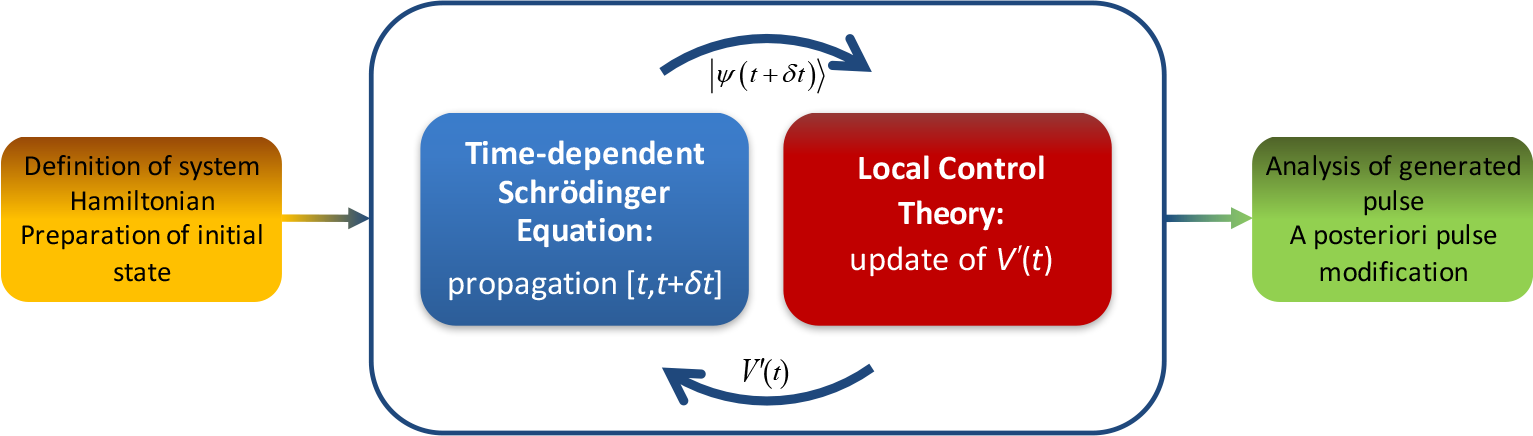 Definition of system
Hamiltonian
Preparation of initial
state
|ψ(t+δt)⟩
Time-dependent
Schrödinger
Equation:
propagation [t,t+δt]
Local Control
Theory:
update of V′(t)
V′(t)
Analysis of generated
pulse
A posteriori pulse
modification